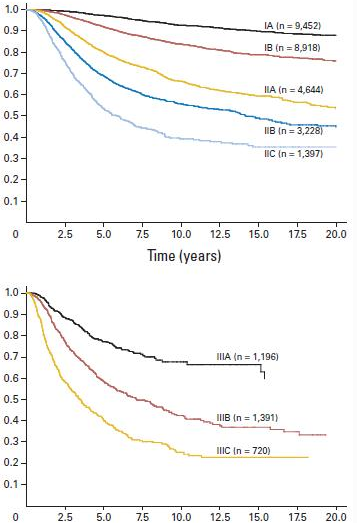 1.0
0.9
0.8
0.7
0.6
0.5
0.4
0.3
0.2
0.1
IA (n = 9,452)
IB (n = 8,918)
IIA (n = 4,644)
IIB (n = 3,228)
IIC (n = 1,397)
0 2.5 5.0 7.5 10.0 12.5 15.0 17.5 20.0
Time (years)
1.0
0.9
0.8
0.7
0.6
0.5
0.4
0.3
0.2
0.1
IIIA (n = 1,196)
IIIB (n = 1,391)
IIIC (n = 720)
0 2.5 5.0 7.5 10.0 12.5 15.0 17.5 20.0